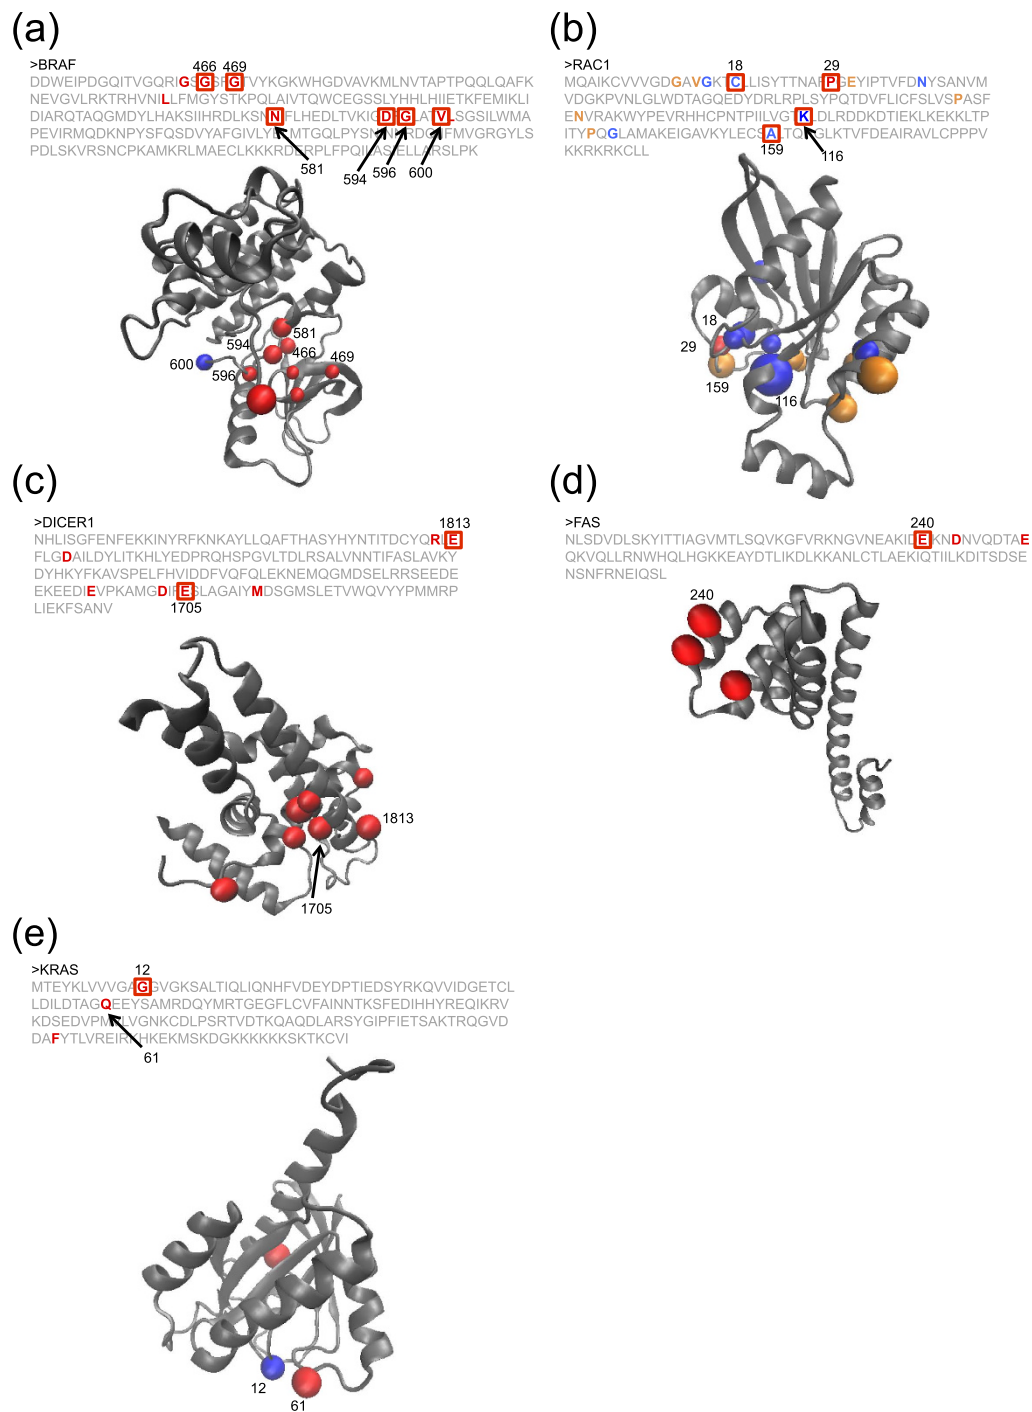 (a)
>BRAF
466 469
DDWEIPDGQITVGQRIGSGSFGTVYKGKWHGDVAVKMLNVTAPTPQQLQAFK
NEVGVLRKTRHVNILLFMGYSTKPQLAIVTQWCEGSSLYHHLHIIETKFEMIKLI
DIARQTAQGMDYLHAKSIIHRDLKSNNIFLHEDLTVKIGDFGLATVL SGSILWMA
PEVIRMQDKNPYSFQSDVYAFGIVLYELMTGQLPYSNINNRDQIIFMVGRGYLS
PDLSKVRSNCPKAMKRLMAECLKKKRDERPLFPQILASIELLARSLPK
581 594 596 600
600 594 581
596 466 469
(b)
>RAC1
18 29
MQAIKCVVVGDGAVGKTCLLISYTTNAFPGEYIPTVFDNYSANVM
VDGKPVNLGLWDTAGQEDYDRLRPLSYPQTDVFLICFSLVSPASF
ENVRAKWYPEVRHHCPNTPIILVGTKLDLRDDKDTIEKLKEKKLTP
ITYPQGLAMAKEIGAVKYLECSALTQRGLKTVFDEAIRAVLCPPPV
KKRKRKCLL
159 116
18
29
159
116
(c)
>DICER1
1813
NHLISGFENFEKKINYRFKNKAYLLQAFTHASYHYNTITDCYQRLE
FLGDAILDYLITKHLYEDPRQHSPGVLTDLRSALVNNTIFASLAVKY
DYHKYFKAVSPELFHVIDDFVQFQLEKNEMQGMDSELRRSEEDE
EKEEDIEVPKAMGDIFESLAGAIYMDSGMSLETVWQVYYPMMRP
LIEKFSANV
1705
1813
1705
(d)
>FAS
240
NLSDVDLSKYITTIAGVMTLSQVKGFVRKNGVNEAKIDEIKNDNVQDTAE
QKVQLLRNWHQLHGKKEAYDTLIKDLKKANLCTLAEKIQTIILKDITSDSE
NSNFRNEIQSL
240
(e)
>KRAS
12
MTEYKLVVVGAGGVGKSALTIQLIQNHFVDEYDPTIEDSYRKQVVIDGETCL
LDILDTAGQEEYSAMRDQYMRTGEGFLCVFAINNTKSFEDIHHYREQIKRV
KDSEDVPMVLVGNKCDLPSRTVDTKQAQDLARSYGIPFIETSAKTRQGVD
DAFYTLVREIRKHKEKMSKDGKKKKKKSKTKCVI
61
12
61